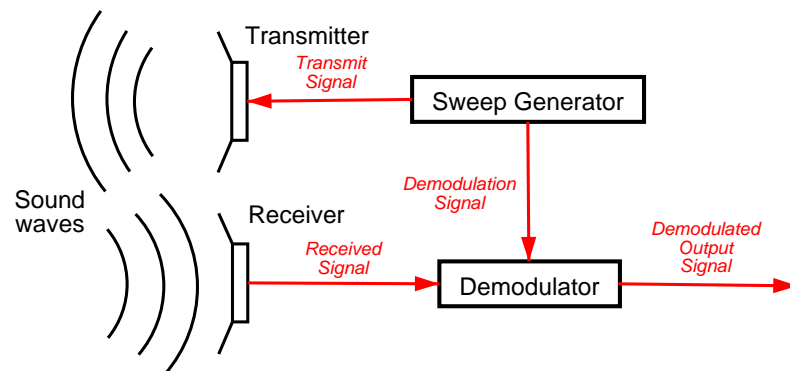 Transmitter
Transmit
Signal
Sweep Generator
Sound
waves
Demodulation
Signal
Receiver
Received
Signal
Demodulator
Demodulated
Output
Signal